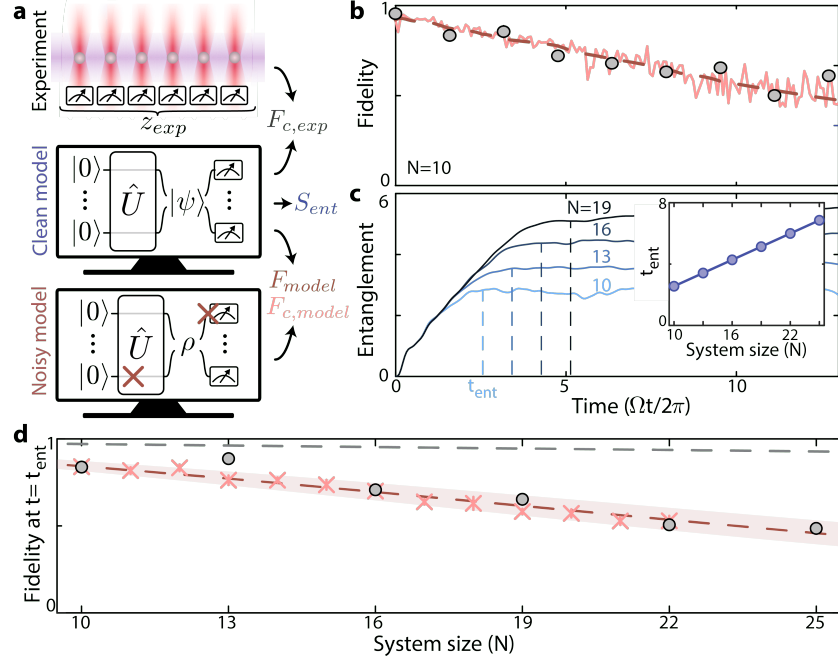 a
Experiment
z_exp
F_c,exp
Clean model
|0⟩
⋮
|0⟩
Û
|ψ⟩
⋮
S_ent
F_model
F_c,model
Noisy model
|0⟩
⋮
|0⟩
Û
ρ
⋮
b
Fidelity
1
0
N=10
c
Entanglement
6
0
N=19
16
13
10
t_ent
0
5
10
Time (Ωt/2π)
t_ent
8
0
10
16
22
System size (N)
d
Fidelity at t= t_ent
1
0
10
13
16
19
22
25
System size (N)